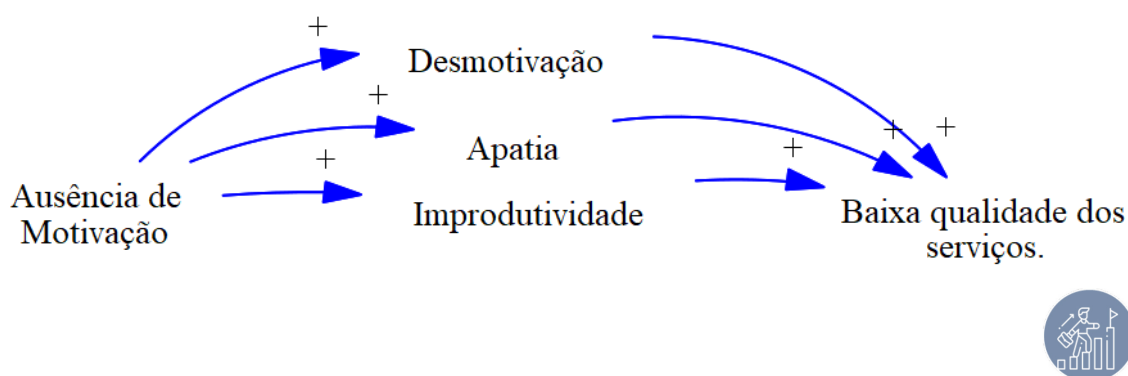 +
Desmotivação
+
Apatia
+
+
+
+
Ausência de
Motivação
Improdutividade
Baixa qualidade dos
serviços.